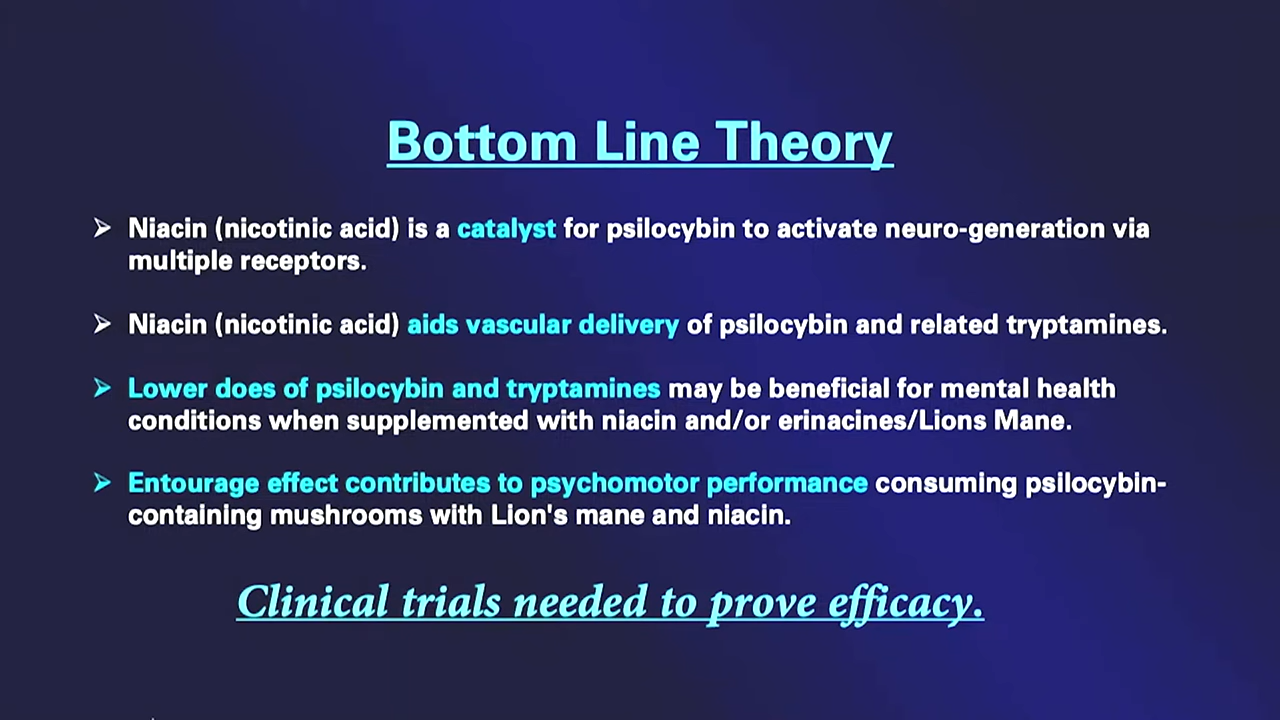 Bottom Line Theory
➢ Niacin (nicotinic acid) is a catalyst for psilocybin to activate neuro-generation via
multiple receptors.
➢ Niacin (nicotinic acid) aids vascular delivery of psilocybin and related tryptamines.
➢ Lower does of psilocybin and tryptamines may be beneficial for mental health
conditions when supplemented with niacin and/or erinacines/Lions Mane.
➢ Entourage effect contributes to psychomotor performance consuming psilocybin-
containing mushrooms with Lion's mane and niacin.
Clinical trials needed to prove efficacy.